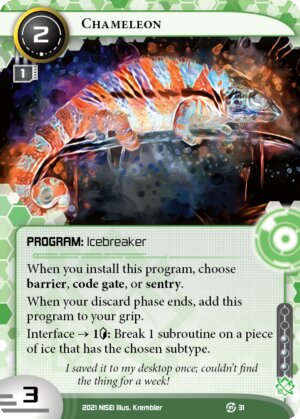 Chameleon
2
1
PROGRAM: Icebreaker
When you install this program, choose
barrier, code gate, or sentry.
When your discard phase ends, add this
program to your grip.
Interface → 1: Break 1 subroutine on a piece
of ice that has the chosen subtype.
I saved it to my desktop once; couldn't find
the thing for a week!
3
2021 NISEI Illus. Krembler
31